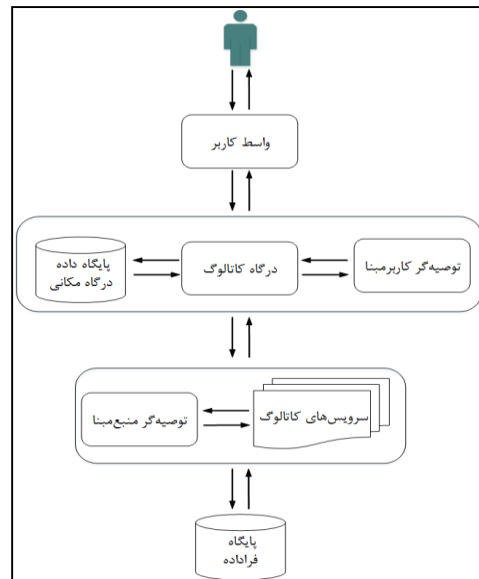 واسط کاربر
توصیه‌گر کاربرمبنا
درگاه کاتالوگ
پایگاه داده
درگاه مکانی
سرویس‌های کاتالوگ
توصیه‌گر منبع‌مبنا
پایگاه
فراداده